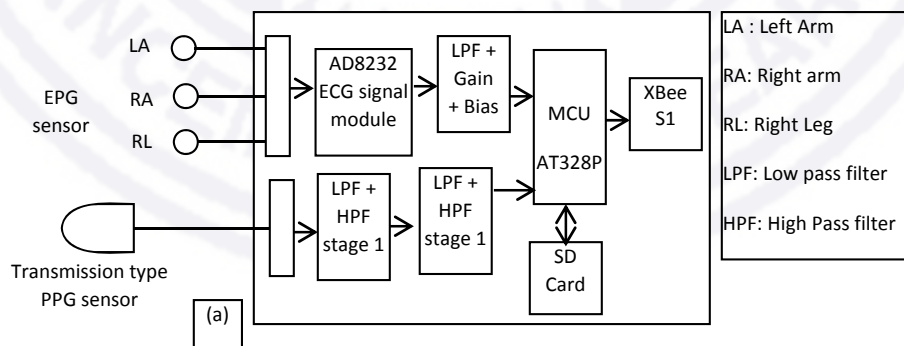 LA
RA
RL
EPG
sensor
AD8232
ECG signal
module
LPF +
Gain
+ Bias
MCU
AT328P
XBee
S1
LPF +
HPF
stage 1
LPF +
HPF
stage 1
SD
Card
Transmission type
PPG sensor
(a)
LA : Left Arm
RA: Right arm
RL: Right Leg
LPF: Low pass filter
HPF: High Pass filter